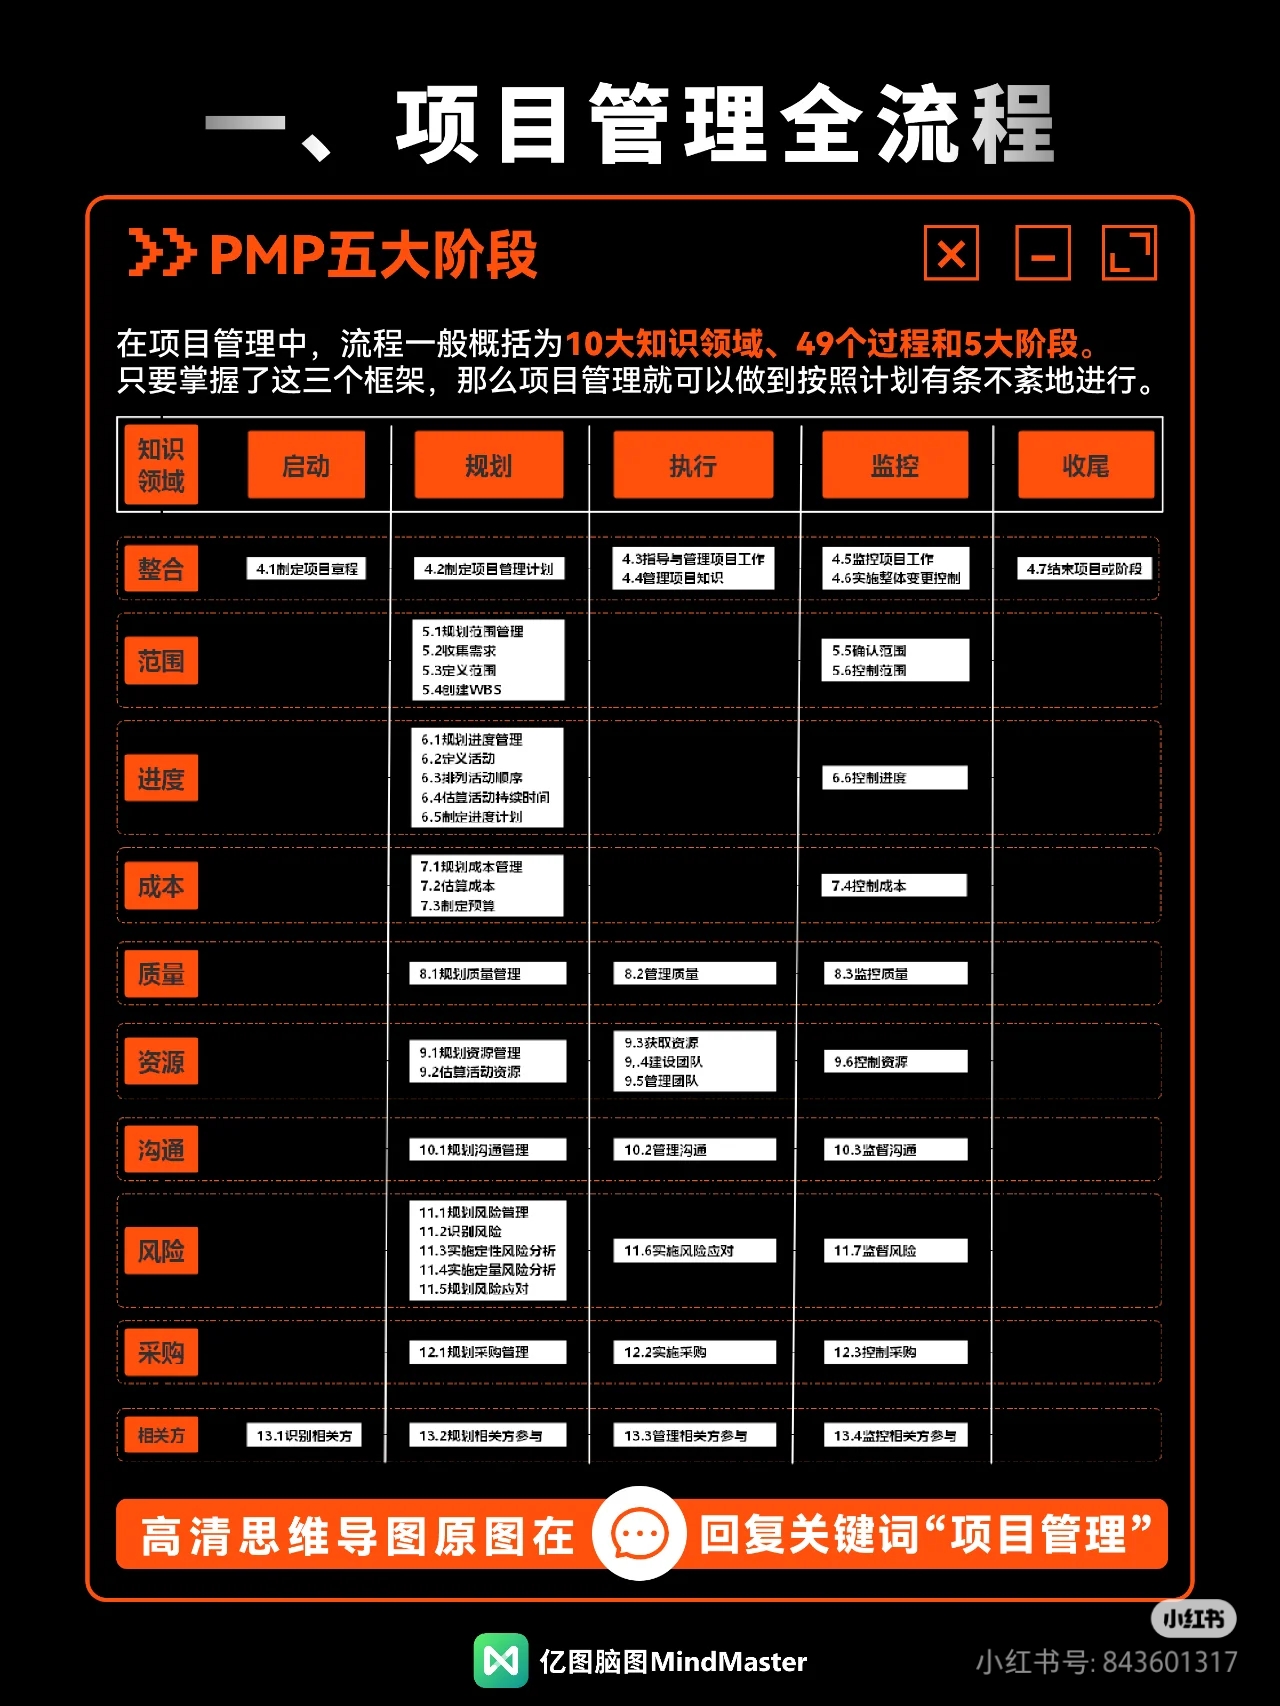 一、项目管理全流程
PMP五大阶段
在项目管理中，流程一般概括为10大知识领域、49个过程和5大阶段。
只要掌握了这三个框架，那么项目管理就可以做到按照计划有条不紊地进行。
知识
领域
启动
规划
执行
监控
收尾
整合
4.1制定项目章程
4.2制定项目管理计划
4.3指导与管理项目工作
4.4管理项目知识
4.5监控项目工作
4.6实施整体变更控制
4.7结束项目或阶段
范围
5.1规划范围管理
5.2收集需求
5.3定义范围
5.4创建WBS
5.5确认范围
5.6控制范围
进度
6.1规划进度管理
6.2定义活动
6.3排列活动顺序
6.4估算活动持续时间
6.5制定进度计划
6.6控制进度
成本
7.1规划成本管理
7.2估算成本
7.3制定预算
7.4控制成本
质量
8.1规划质量管理
8.2管理质量
8.3监控质量
资源
9.1规划资源管理
9.2估算活动资源
9.3获取资源
9,.4建设团队
9.5管理团队
9.6控制资源
沟通
10.1规划沟通管理
10.2管理沟通
10.3监督沟通
风险
11.1规划风险管理
11.2识别风险
11.3实施定性风险分析
11.4实施定量风险分析
11.5规划风险应对
11.6实施风险应对
11.7监督风险
采购
12.1规划采购管理
12.2实施采购
12.3控制采购
相关方
13.1识别相关方
13.2规划相关方参与
13.3管理相关方参与
13.4监控相关方参与
高清思维导图原图在
回复关键词“项目管理”
小红书
亿图脑图MindMaster
小红书号: 843601317